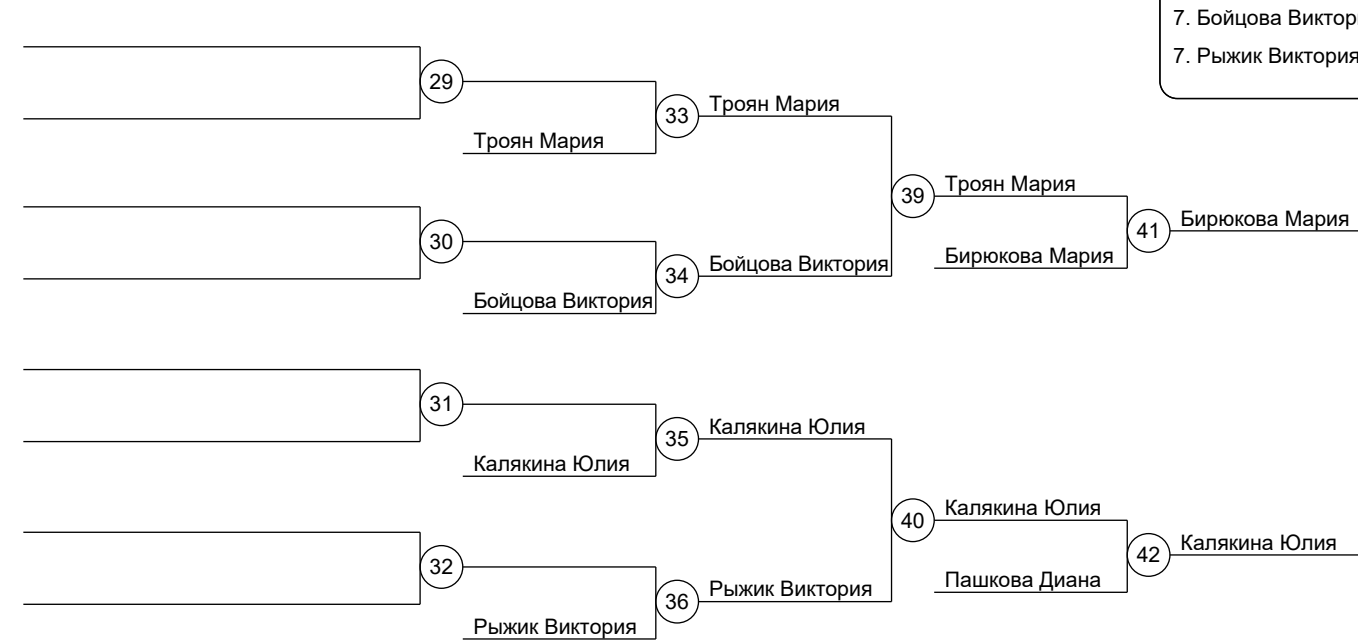 7. Бойцова Виктор
7. Рыжик Виктория
29
Троян Мария
33
Троян Мария
39
Троян Мария
30
Бойцова Виктория
34
Бойцова Виктория
Бирюкова Мария
41
Бирюкова Мария
31
Калякина Юлия
35
Калякина Юлия
40
Калякина Юлия
32
Рыжик Виктория
36
Рыжик Виктория
Пашкова Диана
42
Калякина Юлия